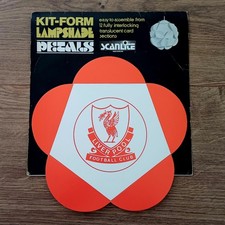 KIT-FORM
LAMPSHADE
PETALS
easy to assemble from
12 fully interlocking
translucent card
sections
SCANLITE
LIVERPOOL
FOOTBALL CLUB